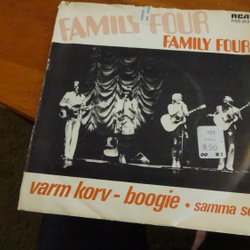 FAMILY FOUR
RCA
FAMILY FOUR
9,50
varm korv - boogie • samma